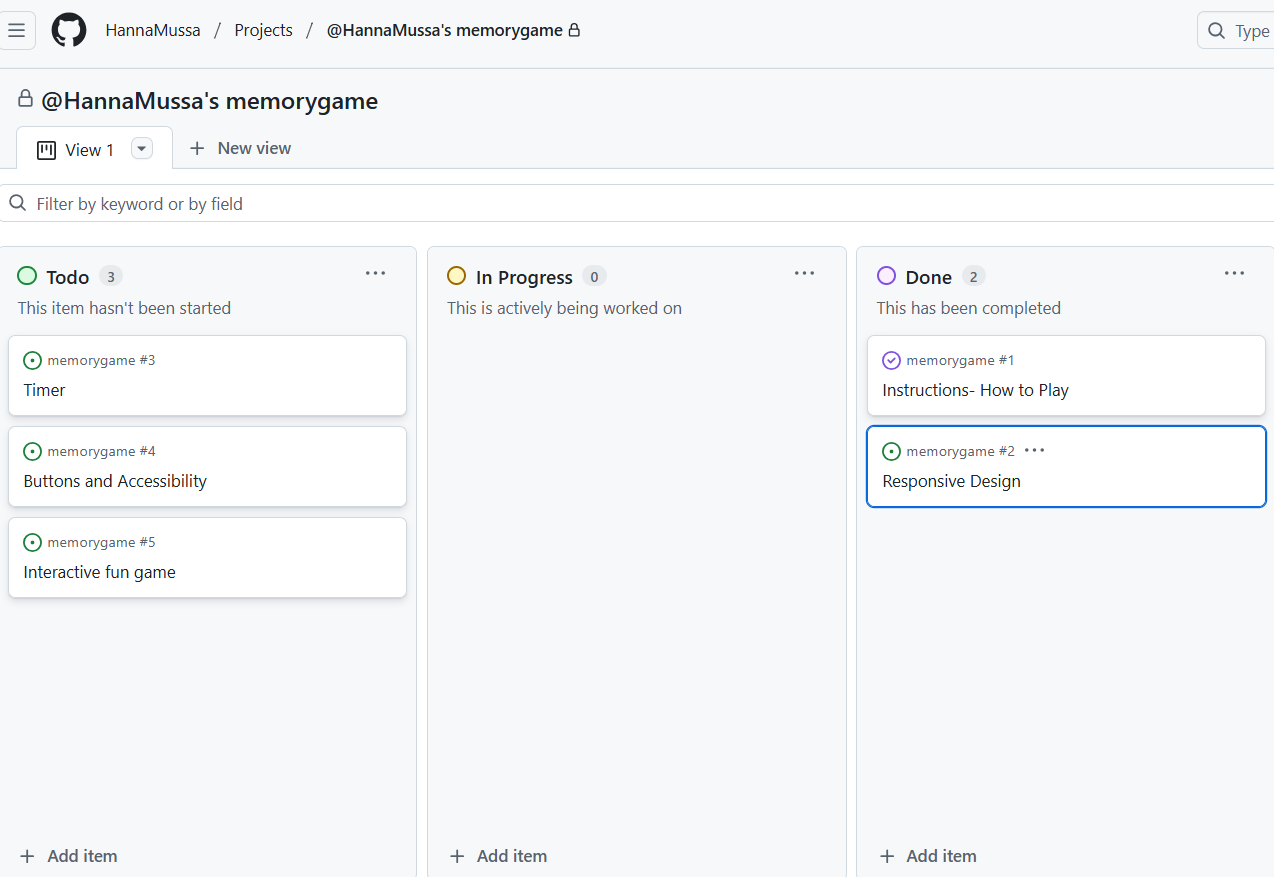 HannaMussa / Projects / @HannaMussa's memorygame
Type
@HannaMussa's memorygame
View 1
New view
Filter by keyword or by field
Todo 3
This item hasn't been started
memorygame #3
Timer
memorygame #4
Buttons and Accessibility
memorygame #5
Interactive fun game
Add item
In Progress 0
This is actively being worked on
Add item
Done 2
This has been completed
memorygame #1
Instructions- How to Play
memorygame #2
Responsive Design
Add item